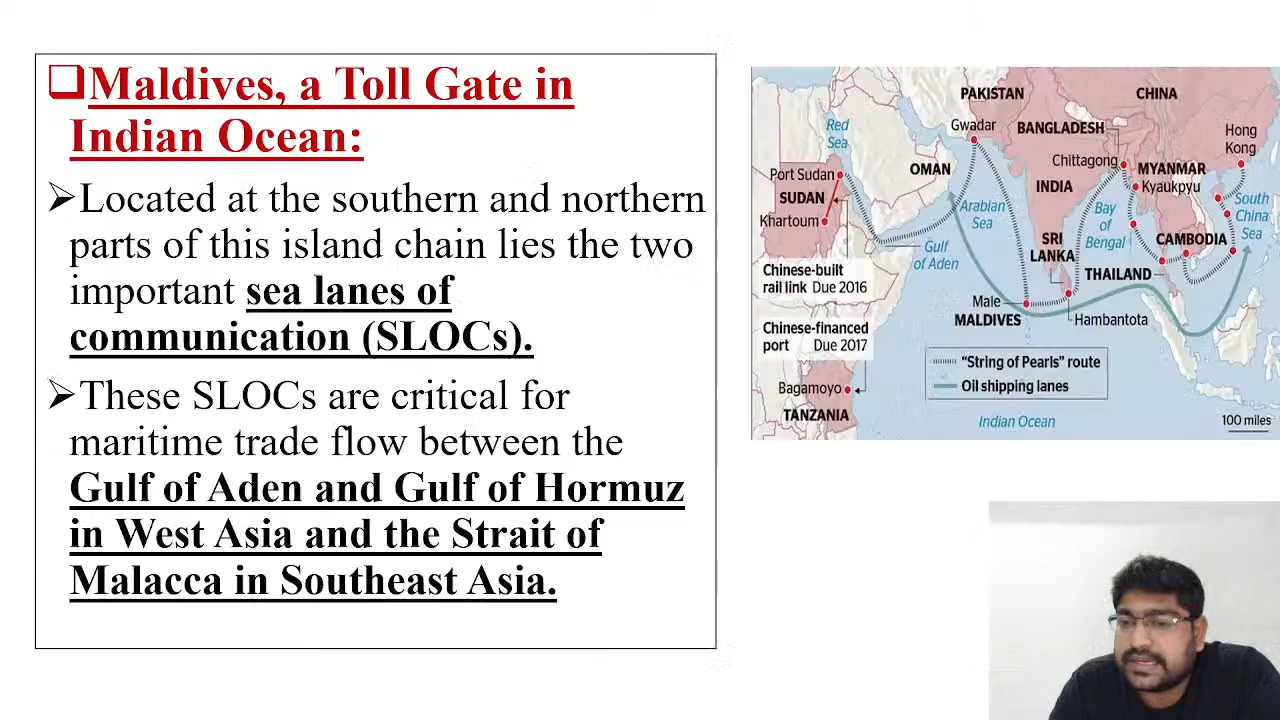 ❑Maldives, a Toll Gate in
Indian Ocean:
➢Located at the southern and northern
parts of this island chain lies the two
important sea lanes of
communication (SLOCs).
➢These SLOCs are critical for
maritime trade flow between the
Gulf of Aden and Gulf of Hormuz
in West Asia and the Strait of
Malacca in Southeast Asia.
PAKISTAN
CHINA
Red
Sea
Gwadar
BANGLADESH
Hong
Kong
Chittagong
OMAN
MYANMAR
Port Sudan
SUDAN
INDIA
Kyaukpyu
Khartoum
Arabian
Sea
Bay
of
Bengal
South
China
Sea
Gulf
of Aden
SRI
LANKA
CAMBODIA
THAILAND
Chinese-built
rail link Due 2016
Male
MALDIVES
Hambantota
Chinese-financed
port Due 2017
"String of Pearls" route
Oil shipping lanes
Bagamoyo
TANZANIA
Indian Ocean
100 miles